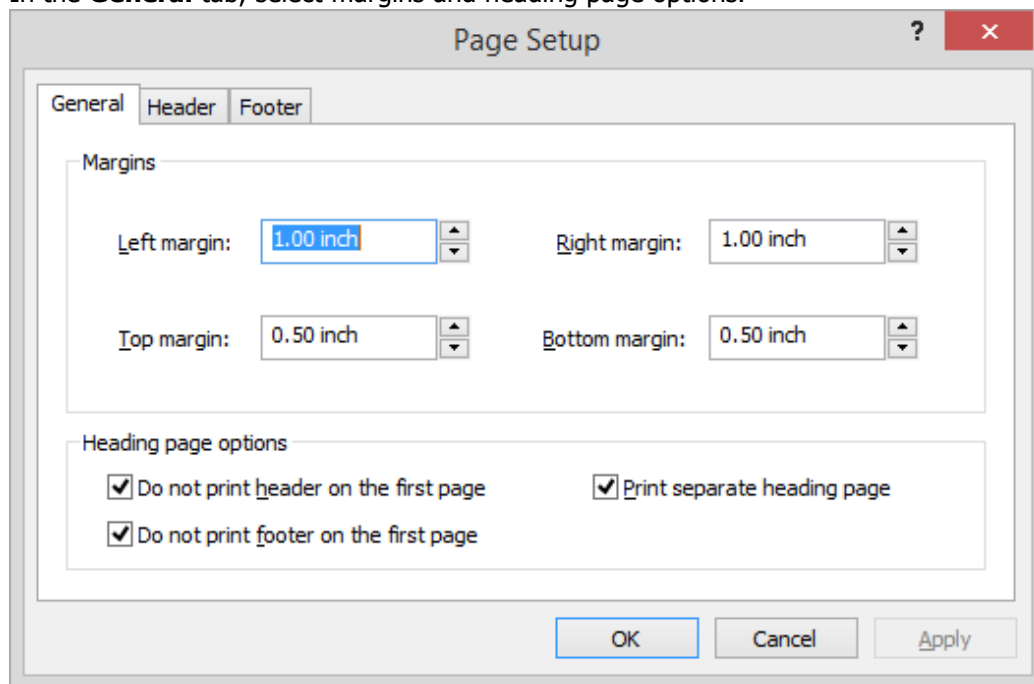 In the General tab, select margins and heading page options.
Page Setup ? ×
General Header Footer
Margins
Left margin: 1.00 inch Right margin: 1.00 inch
Top margin: 0.50 inch Bottom margin: 0.50 inch
Heading page options
Do not print header on the first page Print separate heading page
Do not print footer on the first page
OK Cancel Apply